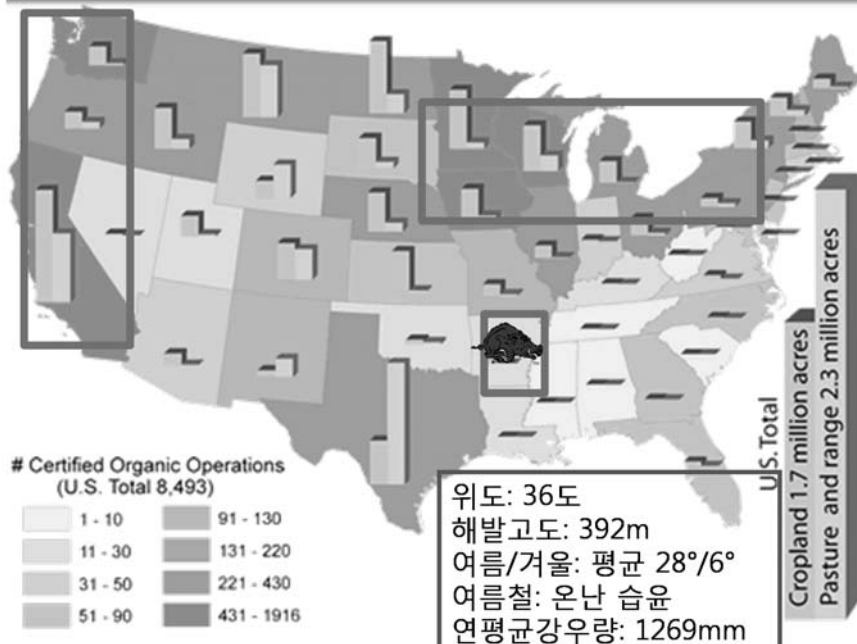 # Certified Organic Operations
(U.S. Total 8,493)
1 - 10
11 - 30
31 - 50
51 - 90
91 - 130
131 - 220
221 - 430
431 - 1916
위도: 36도
해발고도: 392m
여름/겨울: 평균 28°/6°
여름철: 온난 습윤
연평균강우량: 1269mm
U.S.Total
Cropland 1.7 million acres
Pasture and range 2.3 million acres